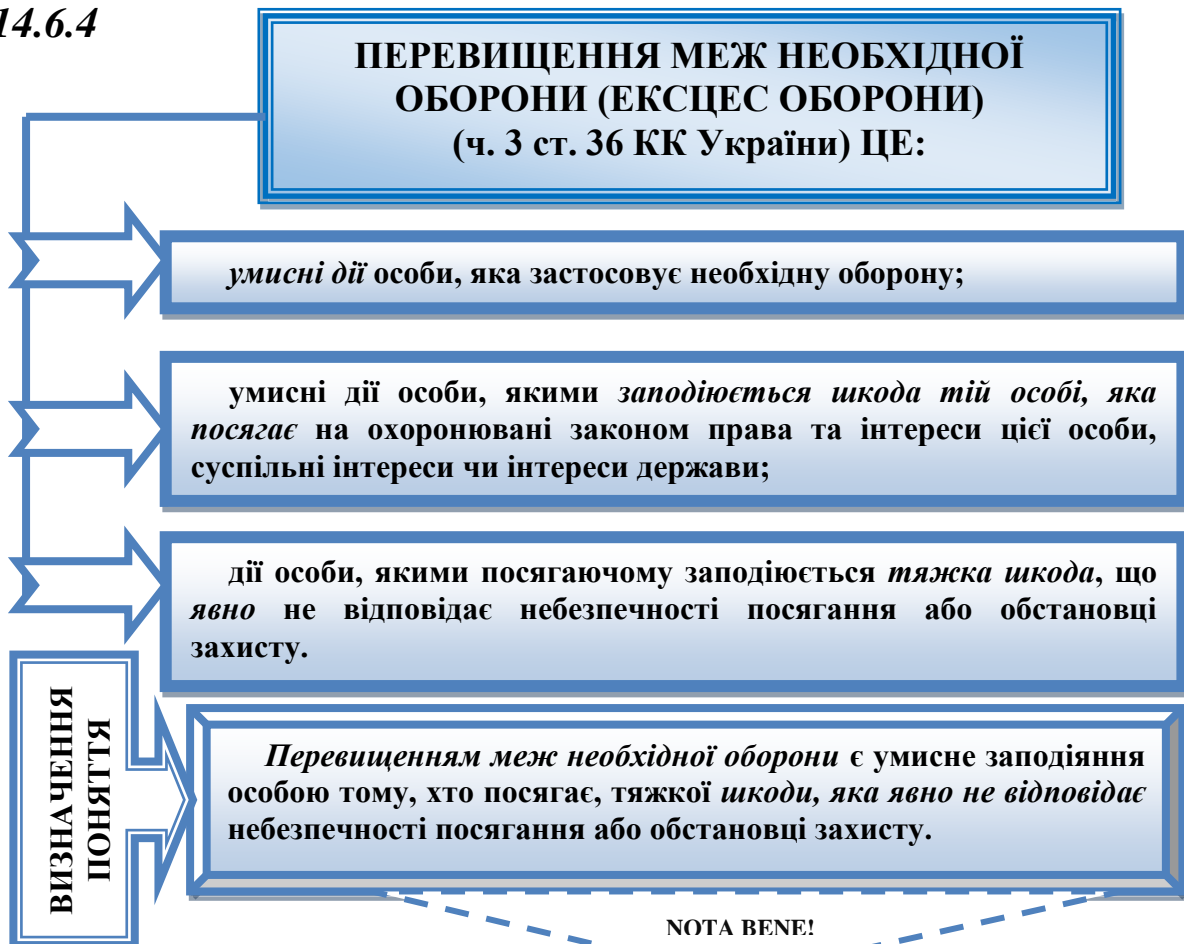 14.6.4
ПЕРЕВИЩЕННЯ МЕЖ НЕОБХІДНОЇ
ОБОРОНИ (ЕКСЦЕС ОБОРОНИ)
(ч. 3 ст. 36 КК України) ЦЕ:
умисні дії особи, яка застосовує необхідну оборону;
умисні дії особи, якими заподіюється шкода тій особі, яка
посягає на охоронювані законом права та інтереси цієї особи,
суспільні інтереси чи інтереси держави;
дії особи, якими посягаючому заподіюється тяжка шкода, що
явно не відповідає небезпечності посягання або обстановці
захисту.
ВИЗНАЧЕННЯ
ПОНЯТТЯ
Перевищенням меж необхідної оборони є умисне заподіяння
особою тому, хто посягає, тяжкої шкоди, яка явно не відповідає
небезпечності посягання або обстановці захисту.
NOTA BENE!